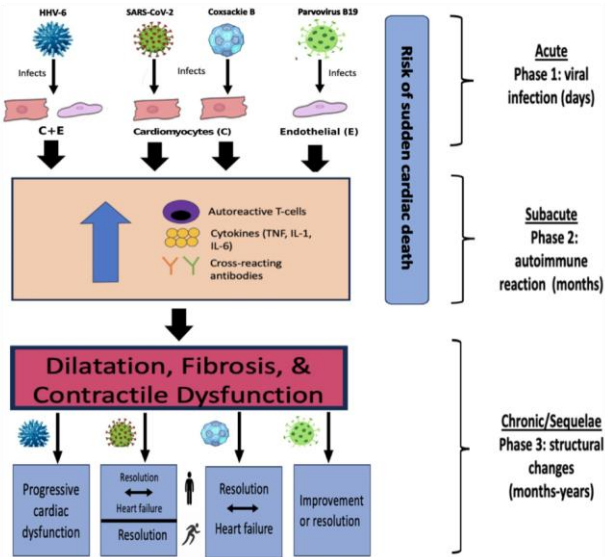 HHV-6
SARS-CoV-2
Coxsackie B
Parvovirus B19
Infects
Infects
Infects
C+E
Cardiomyocytes (C)
Endothelial (E)
Risk of sudden cardiac death
Acute
Phase 1: viral
infection (days)
Autoreactive T-cells
Cytokines (TNF, IL-1,
IL-6)
Cross-reacting
antibodies
Subacute
Phase 2:
autoimmune
reaction (months)
Dilatation, Fibrosis, &
Contractile Dysfunction
Chronic/Sequelae
Phase 3: structural
changes
(months-years)
Progressive
cardiac
dysfunction
Resolution
Heart failure
Resolution
Resolution
Heart failure
Improvement
or resolution